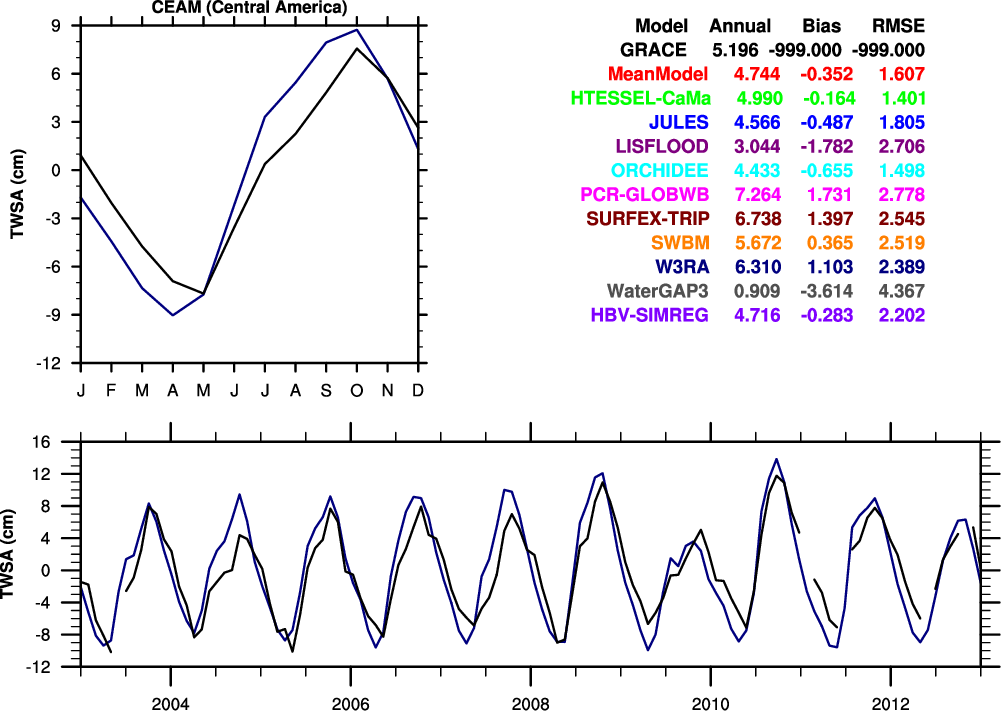 CEAM (Central America)
9
6
3
0
-3
-6
-9
-12
TWSA (cm)
J F M A M J J A S O N D
Model Annual Bias RMSE
GRACE 5.196 -999.000 -999.000
MeanModel 4.744 -0.352 1.607
HTESSEL-CaMa 4.990 -0.164 1.401
JULES 4.566 -0.487 1.805
LISFLOOD 3.044 -1.782 2.706
ORCHIDEE 4.433 -0.655 1.498
PCR-GLOBWB 7.264 1.731 2.778
SURFEX-TRIP 6.738 1.397 2.545
SWBM 5.672 0.365 2.519
W3RA 6.310 1.103 2.389
WaterGAP3 0.909 -3.614 4.367
HBV-SIMREG 4.716 -0.283 2.202
16
12
8
4
0
-4
-8
-12
TWSA (cm)
2004 2006 2008 2010 2012